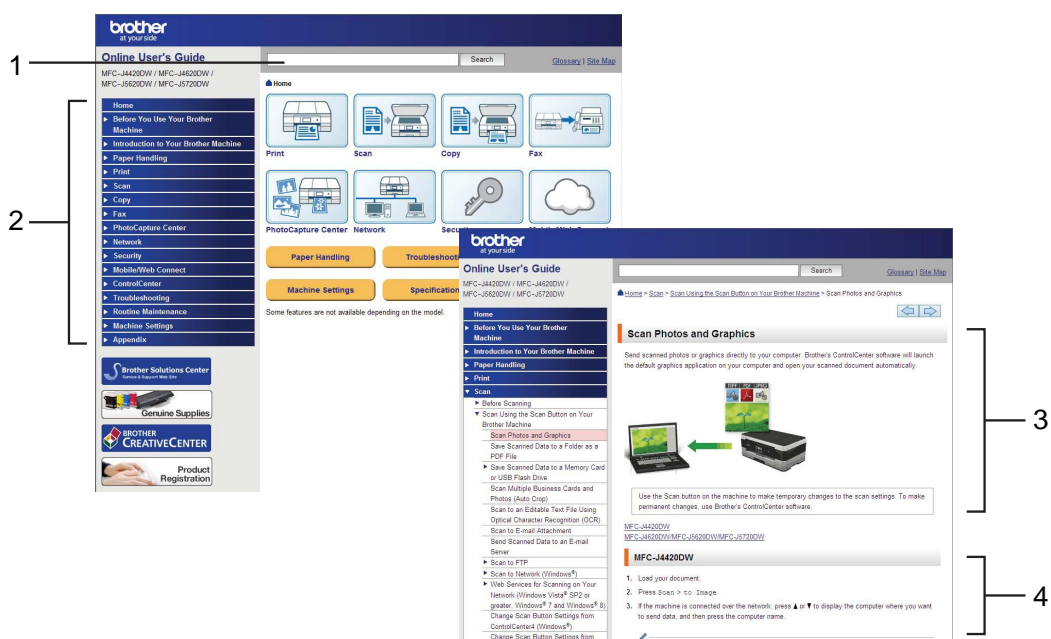 brother
at your side
Online User's Guide
MFC-J4420DW / MFC-J4620DW /
MFC-J5620DW / MFC-J5720DW
Search
Glossary | Site Map
1
2
Home
Before You Use Your Brother
Machine
Introduction to Your Brother Machine
Paper Handling
Print
Scan
Copy
Fax
PhotoCapture Center
Network
Security
Mobile/Web Connect
ControlCenter
Troubleshooting
Routine Maintenance
Machine Settings
Appendix
Brother Solutions Center
Service & Support Web Site
Genuine Supplies
BROTHER
CREATIVECENTER
Product
Registration
Home
Print
Scan
Copy
Fax
PhotoCapture Center
Network
Paper Handling
Machine Settings
Some features are not available depending on the model.
brother
at your side
Online User's Guide
MFC-J4420DW / MFC-J4620DW /
MFC-J5620DW / MFC-J5720DW
Search
Glossary | Site Map
Home
Before You Use Your Brother
Machine
Introduction to Your Brother Machine
Paper Handling
Print
Scan
Before Scanning
Scan Using the Scan Button on Your
Brother Machine
Scan Photos and Graphics
Save Scanned Data to a Folder as a
PDF File
Save Scanned Data to a Memory Card
or USB Flash Drive
Scan Multiple Business Cards and
Photos (Auto Crop)
Scan to an Editable Text File Using
Optical Character Recognition (OCR)
Scan to E-mail Attachment
Send Scanned Data to an E-mail
Server
Scan to FTP
Scan to Network (Windows®)
Web Services for Scanning on Your
Network (Windows Vista® SP2 or
greater, Windows® 7 and Windows® 8)
Change Scan Button Settings from
ControlCenter4 (Windows®)
Change Scan Button Settings from
Home > Scan > Scan Using the Scan Button on Your Brother Machine > Scan Photos and Graphics
Scan Photos and Graphics
Send scanned photos or graphics directly to your computer. Brother's ControlCenter software will launch
the default graphics application on your computer and open your scanned document automatically.
TIFF PDF JPEG
Use the Scan button on the machine to make temporary changes to the scan settings. To make
permanent changes, use Brother's ControlCenter software.
MFC-J4420DW
MFC-J4620DW/MFC-J5620DW/MFC-J5720DW
MFC-J4420DW
1. Load your document.
2. Press Scan > to Image.
3. If the machine is connected over the network, press ▲ or ▼ to display the computer where you want
to send data, and then press the computer name.
3
4